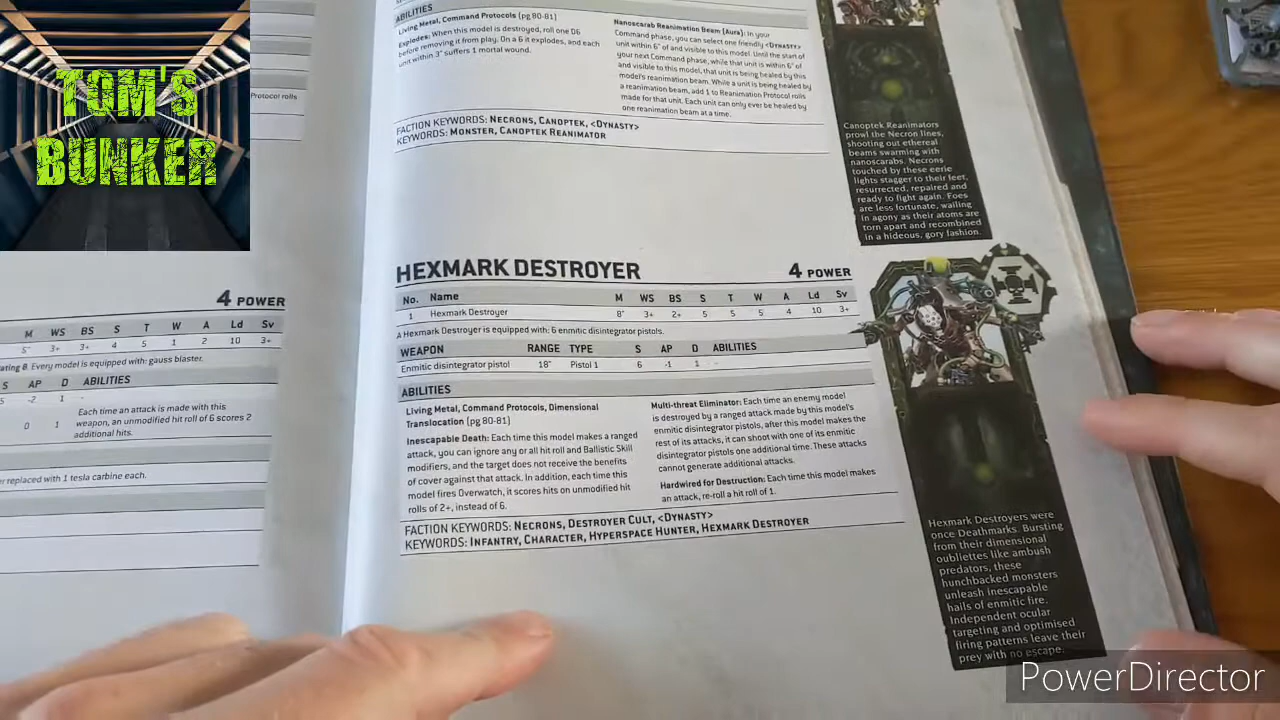 TOM'S
BUNKER
Protocol rolls
4 POWER
M WS BS S T W A Ld Sv
5" 3+ 3+ 4 5 1 2 10 3+
ating 8. Every model is equipped with: gauss blaster.
S AP D ABILITIES
5 -2 1 -
0 1
Each time an attack is made with this
weapon, an unmodified hit roll of 6 scores 2
additional hits.
replaced with 1 tesla carbine each.
ABILITIES
Living Metal, Command Protocols (pg 80-81)
Explodes: When this model is destroyed, roll one D6
before removing it from play. On a 6 it explodes, and each
unit within 3" suffers 1 mortal wound.
Nanoscarab Reanimation Beam (Aura): In your
Command phase, you can select one friendly <DYNASTY>
unit within 6" of and visible to this model. Until the start of
your next Command phase, while that unit is within 6" of
and visible to this model, that unit is being healed by this
model's reanimation beam. While a unit is being healed by
a reanimation beam, add 1 to Reanimation Protocol rolls
made for that unit. Each unit can only ever be healed by
one reanimation beam at a time.
FACTION KEYWORDS: NECRONS, CANOPTEK, <DYNASTY>
KEYWORDS: MONSTER, CANOPTEK REANIMATOR
Canoptek Reanimators
prowl the Necron lines,
shooting out ethereal
beams swarming with
nanoscarabs. Necrons
touched by these eerie
lights stagger to their feet,
resurrected, repaired and
ready to fight again. Foes
are less fortunate, wailing
in agony as their atoms are
torn apart and recombined
in a hideous, gory fashion.
HEXMARK DESTROYER 4 POWER
No. Name M WS BS S T W A Ld Sv
1 Hexmark Destroyer 8" 3+ 2+ 5 5 5 4 10 3+
A Hexmark Destroyer is equipped with: 6 enmitic disintegrator pistols.
WEAPON RANGE TYPE S AP D ABILITIES
Enmitic disintegrator pistol 18" Pistol 1 6 -1 1 -
ABILITIES
Living Metal, Command Protocols, Dimensional
Translocation (pg 80-81)
Inescapable Death: Each time this model makes a ranged
attack, you can ignore any or all hit roll and Ballistic Skill
modifiers, and the target does not receive the benefits
of cover against that attack. In addition, each time this
model fires Overwatch, it scores hits on unmodified hit
rolls of 2+, instead of 6.
Multi-threat Eliminator: Each time an enemy model
is destroyed by a ranged attack made by this model's
enmitic disintegrator pistols, after this model makes the
rest of its attacks, it can shoot with one of its enmitic
disintegrator pistols one additional time. These attacks
cannot generate additional attacks.
Hardwired for Destruction: Each time this model makes
an attack, re-roll a hit roll of 1.
FACTION KEYWORDS: NECRONS, DESTROYER CULT, <DYNASTY>
KEYWORDS: INFANTRY, CHARACTER, HYPERSPACE HUNTER, HEXMARK DESTROYER
Hexmark Destroyers were
once Deathmarks. Bursting
from their dimensional
oubliettes like ambush
predators, these
hunchbacked monsters
unleash inescapable
hails of enmitic fire.
Independent ocular
targeting and optimised
firing patterns leave their
prey with no escape.
PowerDirector